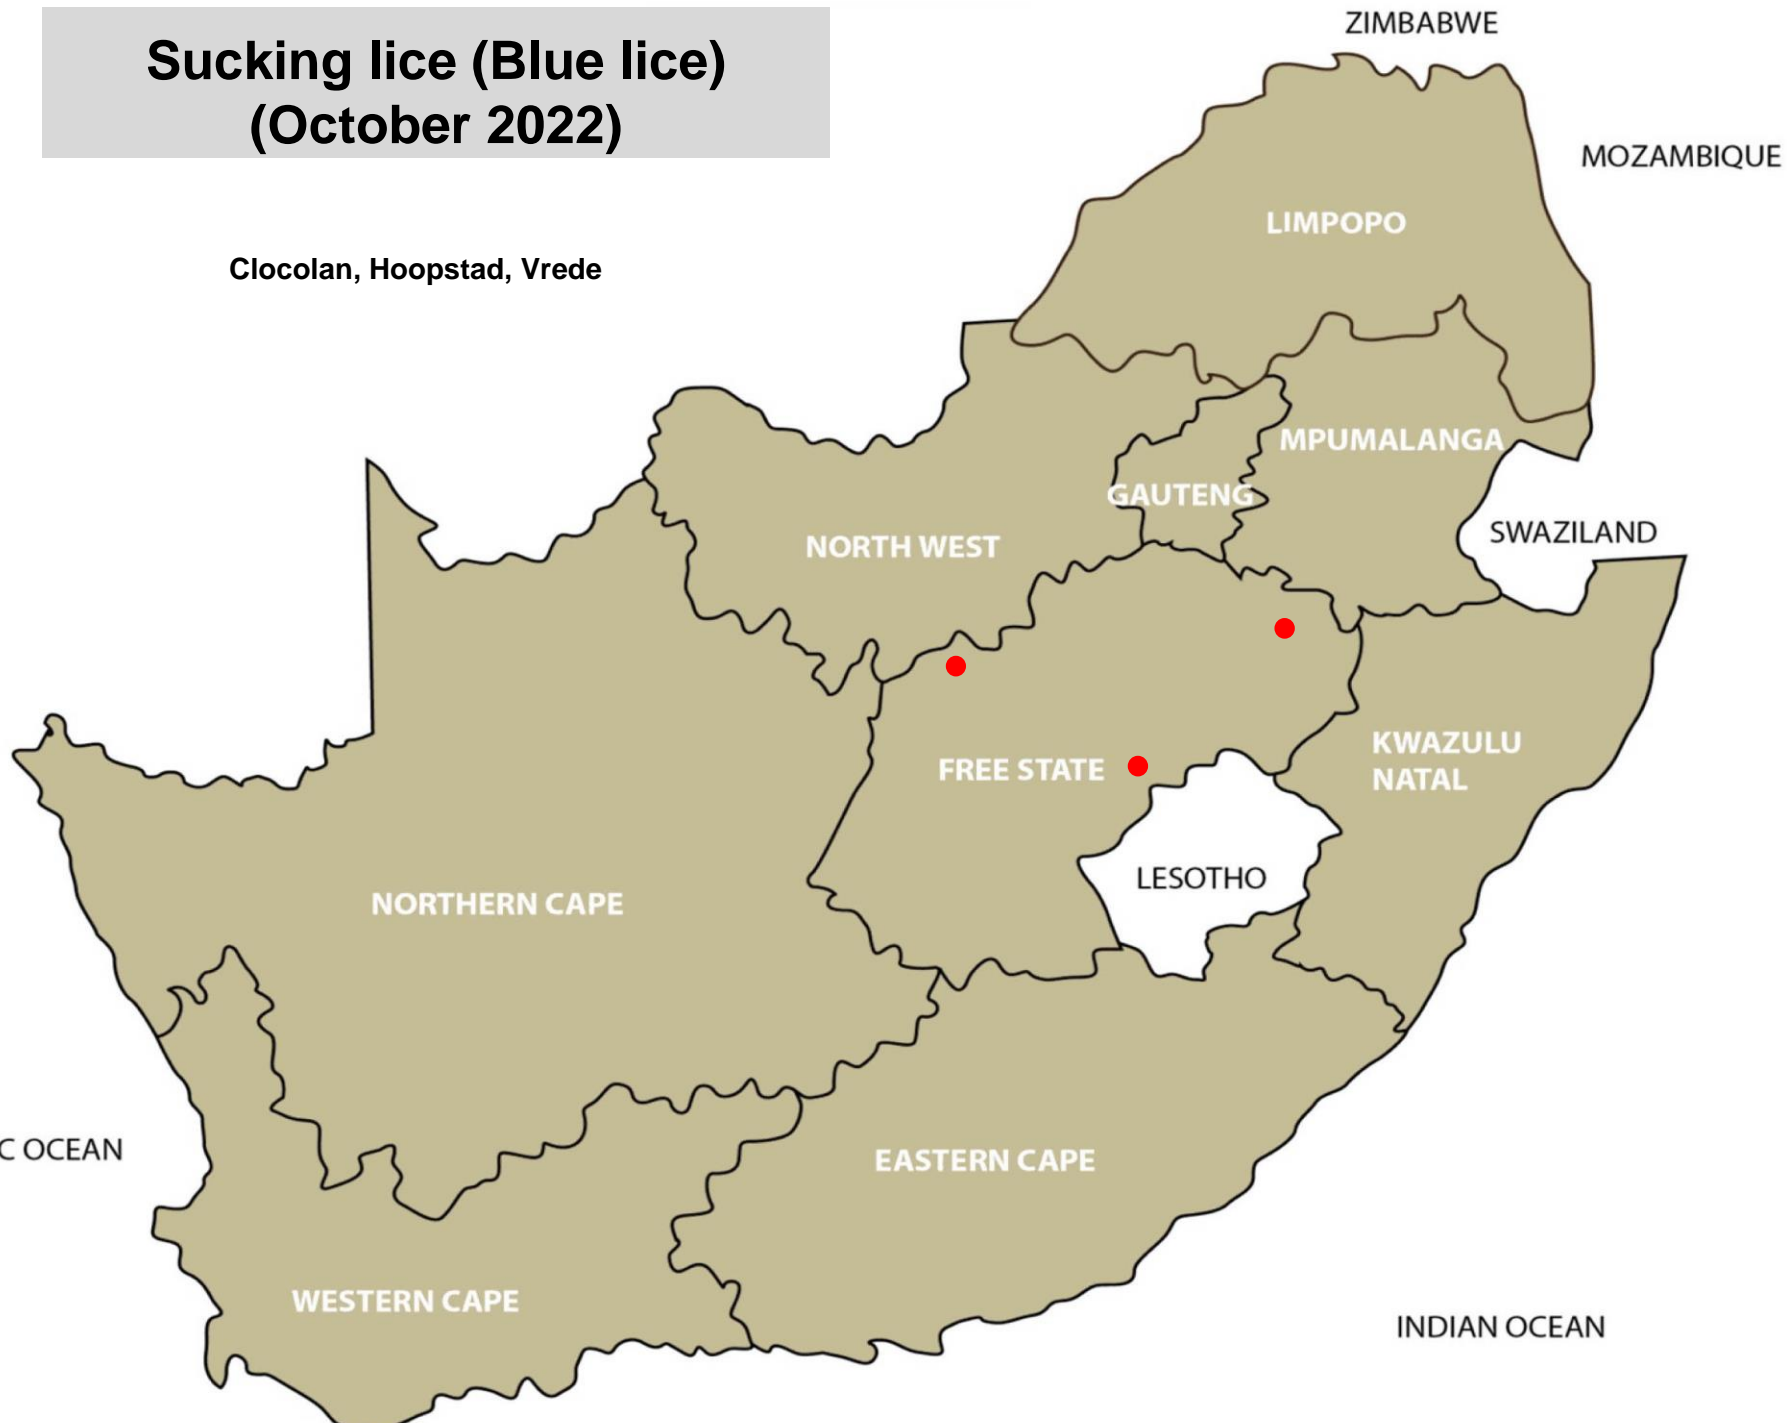 Sucking lice (Blue lice)
(October 2022)
Clocolan, Hoopstad, Vrede
ZIMBABWE
MOZAMBIQUE
LIMPOPO
MPUMALANGA
GAUTENG
NORTH WEST
SWAZILAND
FREE STATE
KWAZULU
NATAL
LESOTHO
NORTHERN CAPE
C OCEAN
EASTERN CAPE
WESTERN CAPE
INDIAN OCEAN